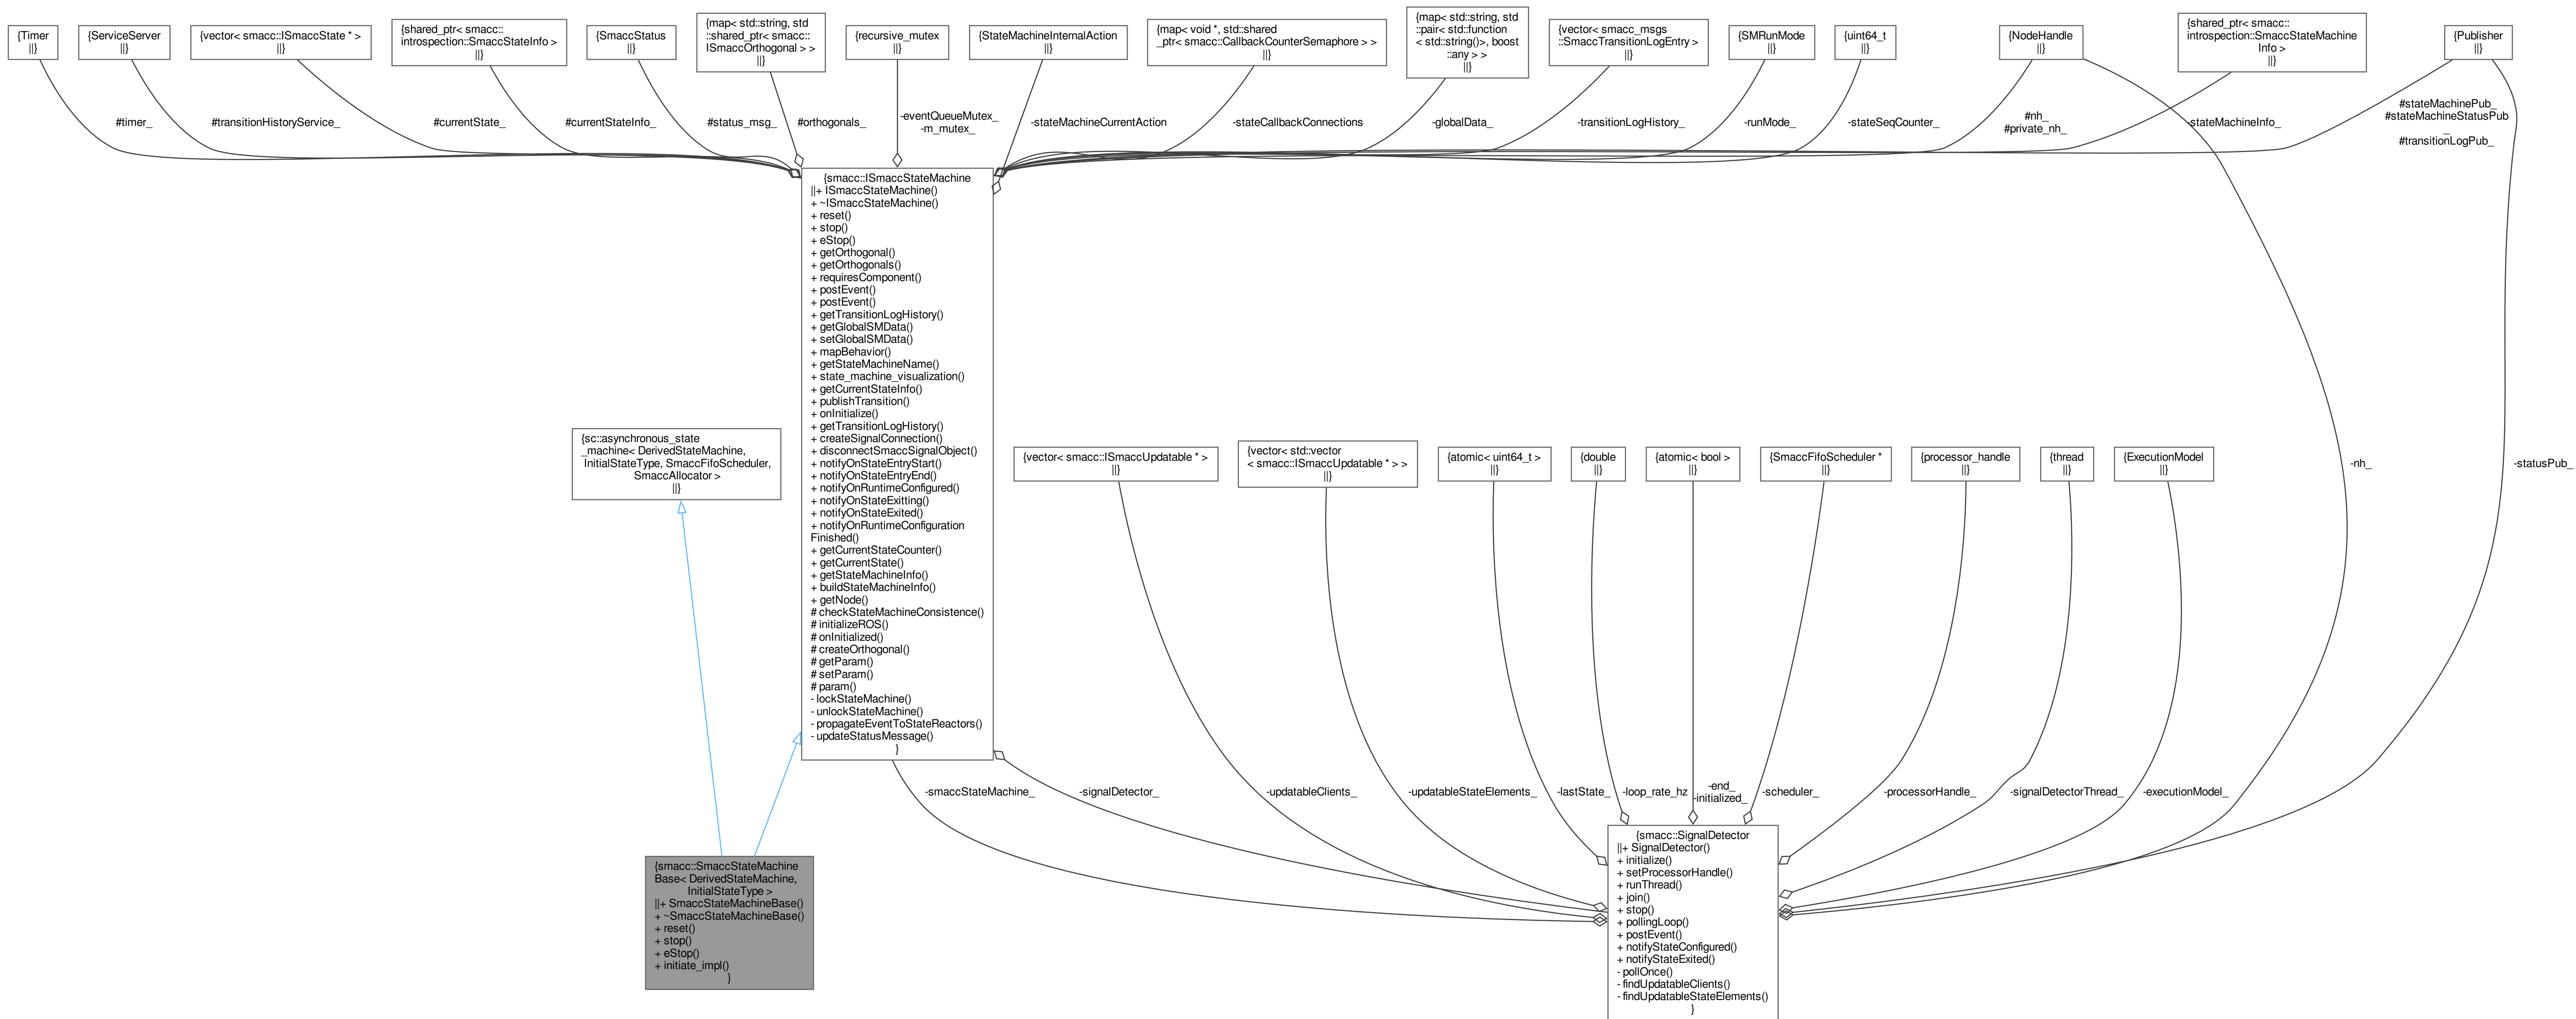 {Timer
||}
{ServiceServer
||}
{vector< smacc::ISmaccState * >
||}
{shared_ptr< smacc::
introspection::SmaccStateInfo >
||}
{SmaccStatus
||}
{map< std::string, std
::shared_ptr< smacc::
ISmaccOrthogonal > >
||}
{recursive_mutex
||}
{StateMachineInternalAction
||}
{map< void *, std::shared
_ptr< smacc::CallbackCounterSemaphore > >
||}
{map< std::string, std
::pair< std::function
< std::string()>, boost
::any > >
||}
{vector< smacc_msgs
::SmaccTransitionLogEntry >
||}
{SMRunMode
||}
{uint64_t
||}
{NodeHandle
||}
{shared_ptr< smacc::
introspection::SmaccStateMachine
Info >
||}
{Publisher
||}
#timer_
#transitionHistoryService_
#currentState_
#currentStateInfo_
#status_msg_
#orthogonals_
-eventQueueMutex_
-m_mutex_
-stateMachineCurrentAction
-stateCallbackConnections
-globalData_
-transitionLogHistory_
-runMode_
-stateSeqCounter_
#nh_
#private_nh_
-stateMachineInfo_
#stateMachinePub_
#stateMachineStatusPub
_
#transitionLogPub_
{smacc::ISmaccStateMachine
||+ ISmaccStateMachine()
+ ~ISmaccStateMachine()
+ reset()
+ stop()
+ eStop()
+ getOrthogonal()
+ getOrthogonals()
+ requiresComponent()
+ postEvent()
+ postEvent()
+ getTransitionLogHistory()
+ getGlobalSMData()
+ setGlobalSMData()
+ mapBehavior()
+ getStateMachineName()
+ state_machine_visualization()
+ getCurrentStateInfo()
+ publishTransition()
+ onInitialize()
+ getTransitionLogHistory()
+ createSignalConnection()
+ disconnectSmaccSignalObject()
+ notifyOnStateEntryStart()
+ notifyOnStateEntryEnd()
+ notifyOnRuntimeConfigured()
+ notifyOnStateExitting()
+ notifyOnStateExited()
+ notifyOnRuntimeConfiguration
Finished()
+ getCurrentStateCounter()
+ getCurrentState()
+ getStateMachineInfo()
+ buildStateMachineInfo()
+ getNode()
# checkStateMachineConsistence()
# initializeROS()
# onInitialized()
# createOrthogonal()
# getParam()
# setParam()
# param()
- lockStateMachine()
- unlockStateMachine()
- propagateEventToStateReactors()
- updateStatusMessage()
}
{sc::asynchronous_state
_machine< DerivedStateMachine,
InitialStateType, SmaccFifoScheduler,
SmaccAllocator >
||}
{vector< smacc::ISmaccUpdatable * >
||}
{vector< std::vector
< smacc::ISmaccUpdatable * > >
||}
{atomic< uint64_t >
||}
{double
||}
{atomic< bool >
||}
{SmaccFifoScheduler *
||}
{processor_handle
||}
{thread
||}
{ExecutionModel
||}
-nh_
-statusPub_
-smaccStateMachine_
-signalDetector_
-updatableClients_
-updatableStateElements_
-lastState_
-loop_rate_hz
-end_
-initialized_
-scheduler_
-processorHandle_
-signalDetectorThread_
-executionModel_
{smacc::SmaccStateMachine
Base< DerivedStateMachine,
InitialStateType >
||+ SmaccStateMachineBase()
+ ~SmaccStateMachineBase()
+ reset()
+ stop()
+ eStop()
+ initiate_impl()
}
{smacc::SignalDetector
||+ SignalDetector()
+ initialize()
+ setProcessorHandle()
+ runThread()
+ join()
+ stop()
+ pollingLoop()
+ postEvent()
+ notifyStateConfigured()
+ notifyStateExited()
- pollOnce()
- findUpdatableClients()
- findUpdatableStateElements()
}